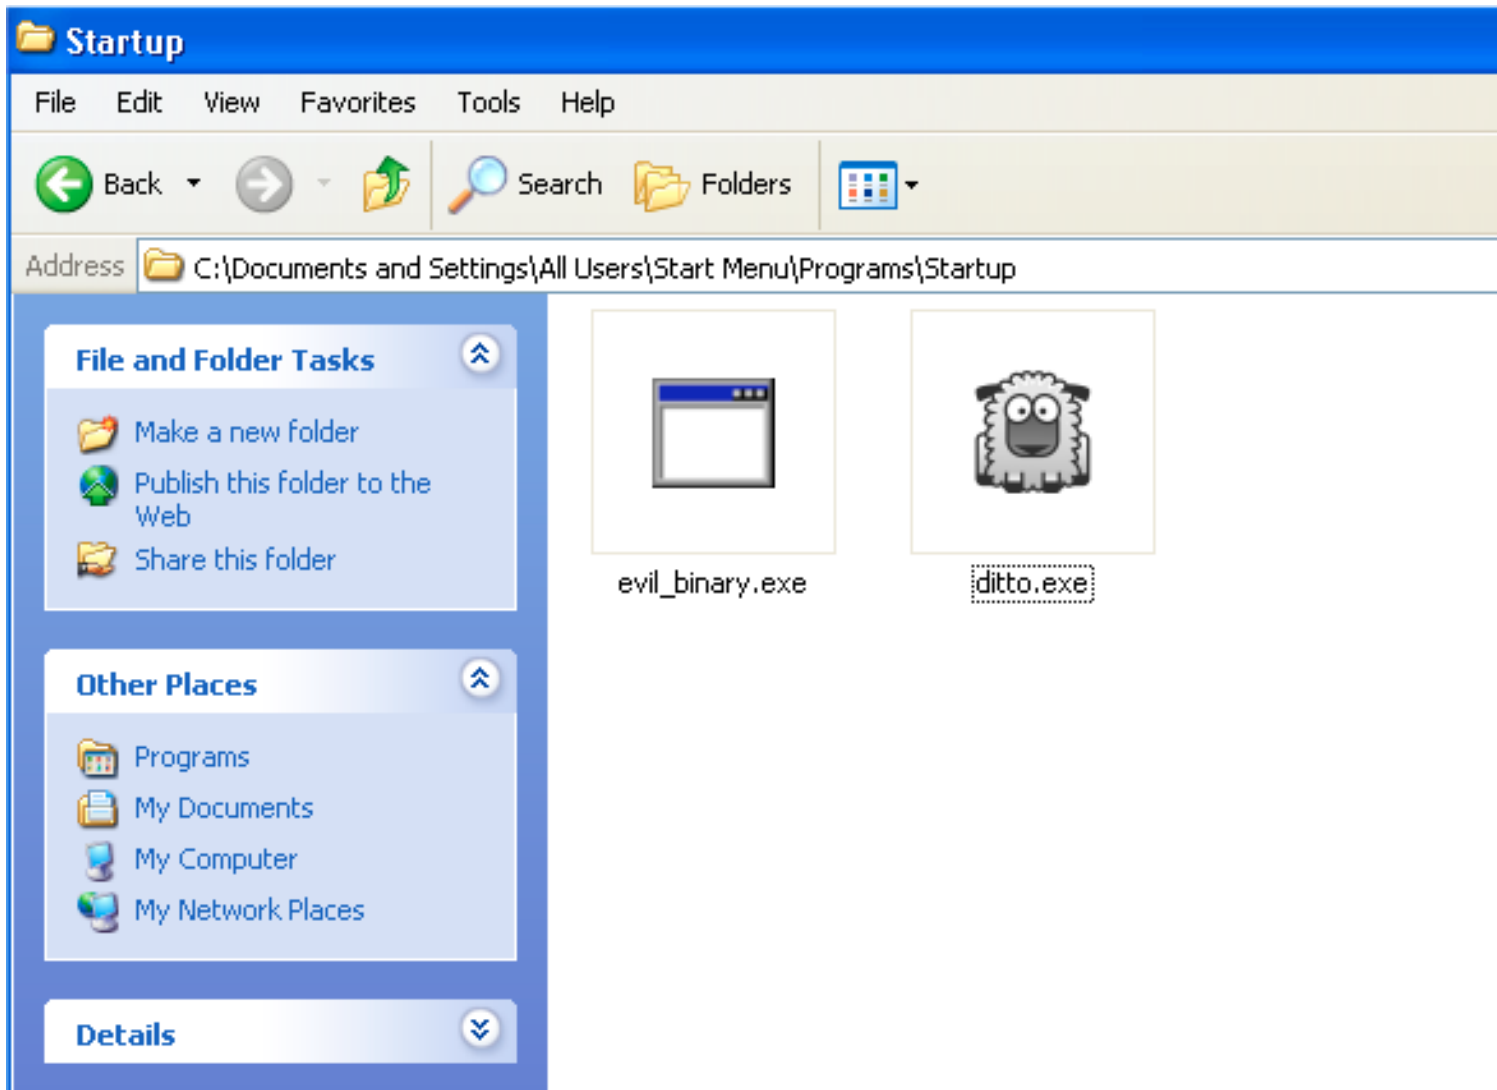 Startup
File Edit View Favorites Tools Help
Back Search Folders
Address C:\Documents and Settings\All Users\Start Menu\Programs\Startup
File and Folder Tasks
Make a new folder
Publish this folder to the
Web
Share this folder
Other Places
Programs
My Documents
My Computer
My Network Places
Details
evil_binary.exe ditto.exe